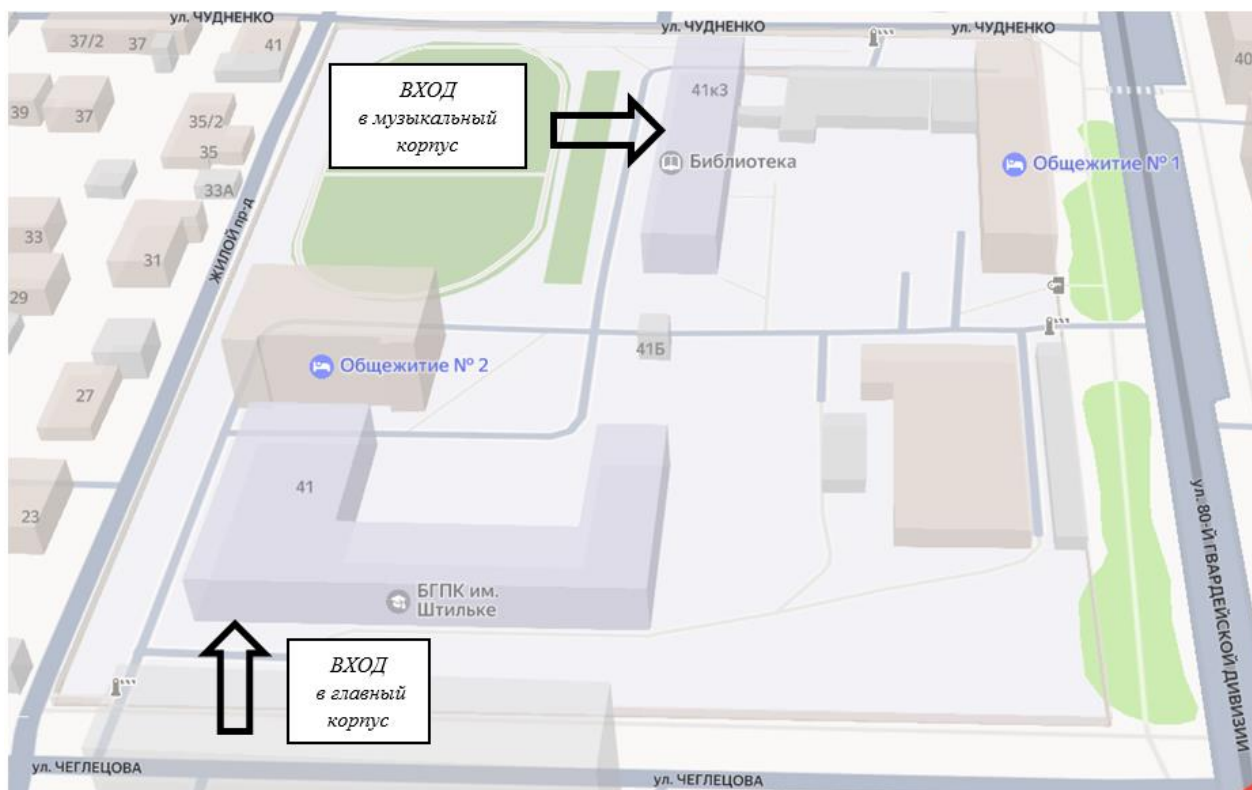 ул. ЧУДНЕНКО
ул. ЧУДНЕНКО
ул. ЧУДНЕНКО
37/2
37
41
40
39
37
35/2
35
33А
33
31
29
27
23
ЖИЛОЙ пр-д
ВХОД
в музыкальный
корпус
41к3
Библиотека
Общежитие № 1
41Б
Общежитие № 2
41
БГПК им.
Штильке
ВХОД
в главный
корпус
ул. 80-Й ГВАРДЕЙСКОЙ ДИВИЗИИ
ул. ЧЕГЛЕЦОВА
ул. ЧЕГЛЕЦОВА